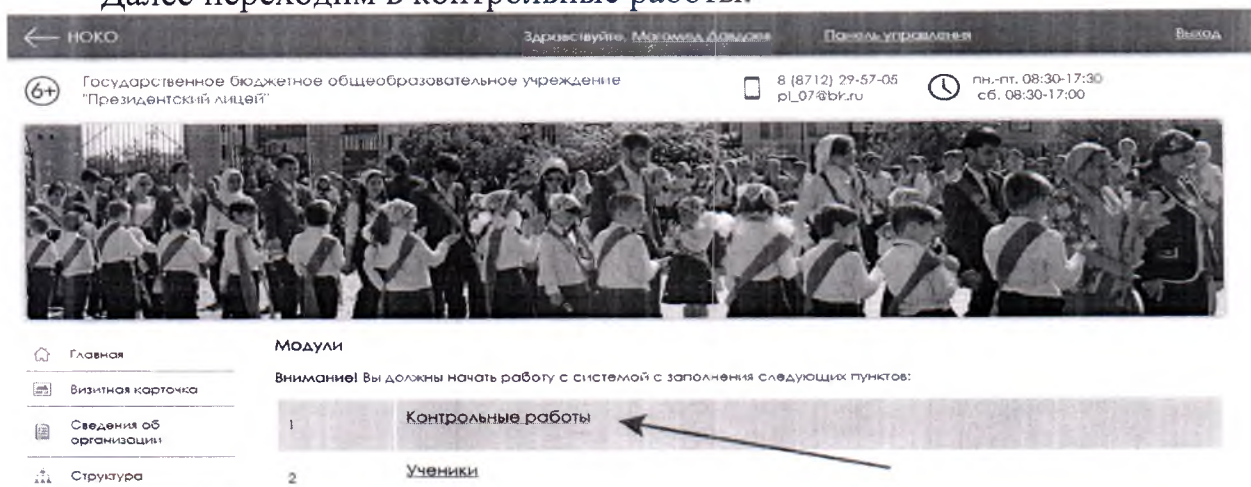 Далее переходим в контрольные работы.
← НОКО Здравствуйте, Магомед Давдаев Панель управления Выход
6+ Государственное бюджетное общеобразовательное учреждение
"Президентский лицей"
8 (8712) 29-57-05
pl_07@bk.ru
пн.-пт. 08:30-17:30
сб. 08:30-17:00
Главная
Визитная карточка
Сведения об
организации
Структура
Модули
Внимание! Вы должны начать работу с системой с заполнения следующих пунктов:
1 Контрольные работы
2 Ученики